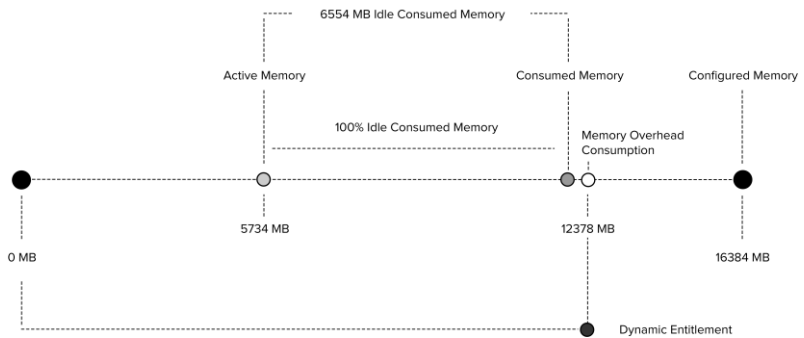 6554 MB Idle Consumed Memory
Active Memory
Consumed Memory
Configured Memory
100% Idle Consumed Memory
Memory Overhead
Consumption
5734 MB
12378 MB
0 MB
16384 MB
Dynamic Entitlement